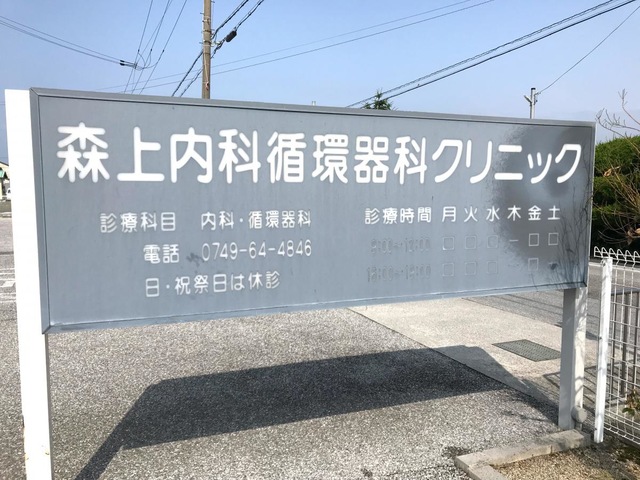 森上内科循環器科クリニック
診療科目 内科・循環器科
電話 0749-64-4846
日・祝祭日は休診
診療時間 月火水木金土